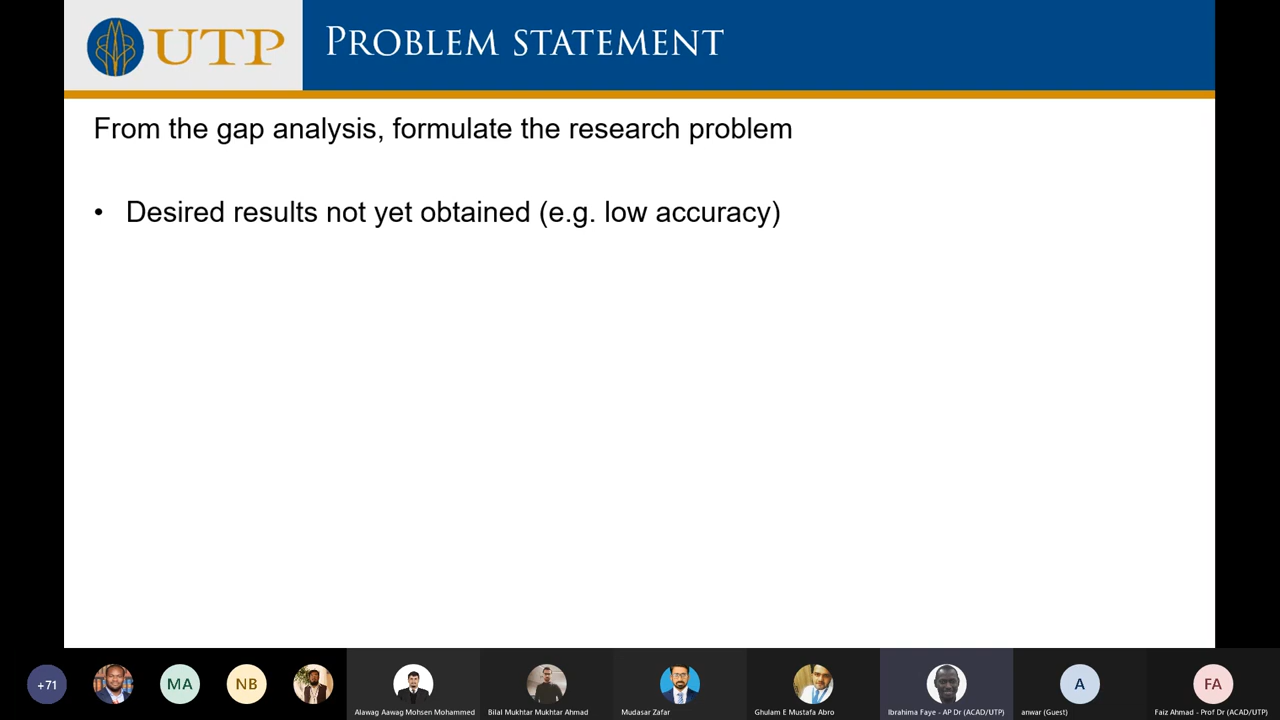 UTP
PROBLEM STATEMENT
From the gap analysis, formulate the research problem
• Desired results not yet obtained (e.g. low accuracy)
+71
MA
NB
A
FA
Alawag Aawag Mohsen Mohammed
Bilal Mukhtar Mukhtar Ahmad
Mudasar Zafar
Ghulam E Mustafa Abro
Ibrahima Faye - AP Dr (ACAD/UTP)
anwar (Guest)
Faiz Ahmad - Prof Dr (ACAD/UTP)